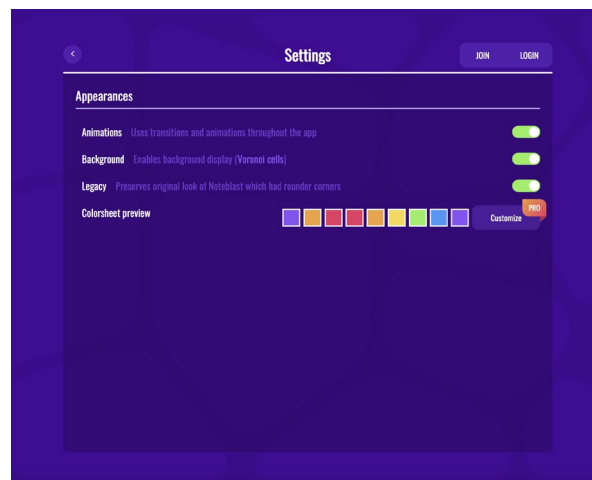 Settings
JOIN LOGIN
Appearances
Animations Uses transitions and animations throughout the app
Background Enables background display (Voronoi cells)
Legacy Preserves original look of Noteblast which had rounder corners
Colorsheet preview
Customize
PRO